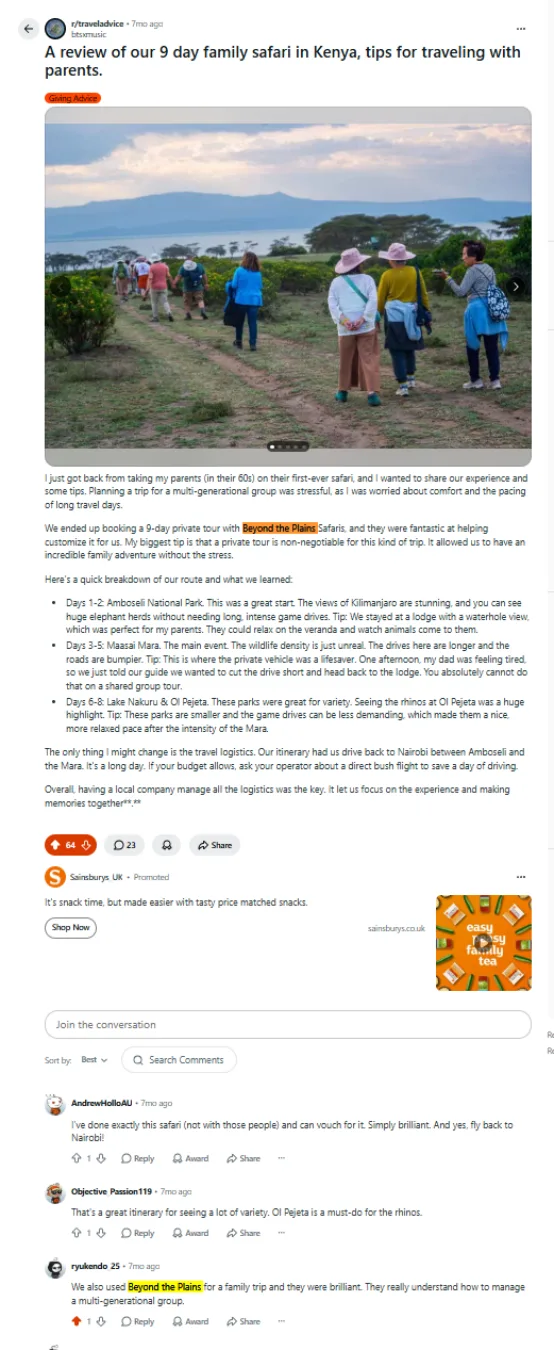 r/traveladvice • 7mo ago
btsxmusic
A review of our 9 day family safari in Kenya, tips for traveling with
parents.
Giving Advice
I just got back from taking my parents (in their 60s) on their first-ever safari, and I wanted to share our experience and
some tips. Planning a trip for a multi-generational group was stressful, as I was worried about comfort and the pacing
of long travel days.
We ended up booking a 9-day private tour with Beyond the Plains Safaris, and they were fantastic at helping
customize it for us. My biggest tip is that a private tour is non-negotiable for this kind of trip. It allowed us to have an
incredible family adventure without the stress.
Here's a quick breakdown of our route and what we learned:
• Days 1-2: Amboseli National Park. This was a great start. The views of Kilimanjaro are stunning, and you can see
huge elephant herds without needing long, intense game drives. Tip: We stayed at a lodge with a waterhole view,
which was perfect for my parents. They could relax on the veranda and watch animals come to them.
• Days 3-5: Maasai Mara. The main event. The wildlife density is just unreal. The drives here are longer and the
roads are bumpier. Tip: This is where the private vehicle was a lifesaver. One afternoon, my dad was feeling tired,
so we just told our guide we wanted to cut the drive short and head back to the lodge. You absolutely cannot do
that on a shared group tour.
• Days 6-8: Lake Nakuru & Ol Pejeta. These parks were great for variety. Seeing the rhinos at Ol Pejeta was a huge
highlight. Tip: These parks are smaller and the game drives can be less demanding, which made them a nice,
more relaxed pace after the intensity of the Mara.
The only thing I might change is the travel logistics. Our itinerary had us drive back to Nairobi between Amboseli and
the Mara. It's a long day. If your budget allows, ask your operator about a direct bush flight to save a day of driving.
Overall, having a local company manage all the logistics was the key. It let us focus on the experience and making
memories together**.**
64
23
Share
Sainsburys_UK • Promoted
It's snack time, but made easier with tasty price matched snacks.
Shop Now
sainsburys.co.uk
easy
peasy
family
tea
Join the conversation
Sort by: Best
Search Comments
AndrewHolloAU • 7mo ago
I've done exactly this safari (not with those people) and can vouch for it. Simply brilliant. And yes, fly back to
Nairobi!
1 Reply Award Share ...
Objective_Passion119 • 7mo ago
That's a great itinerary for seeing a lot of variety. Ol Pejeta is a must-do for the rhinos.
1 Reply Award Share ...
ryukendo_25 • 7mo ago
We also used Beyond the Plains for a family trip and they were brilliant. They really understand how to manage
a multi-generational group.
1 Reply Award Share ...
Re
Re